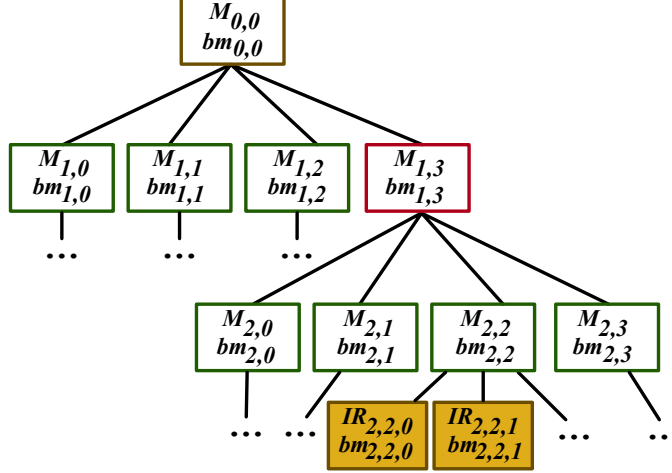 M0,0
bm0,0
M1,0
bm1,0
M1,1
bm1,1
M1,2
bm1,2
M1,3
bm1,3
...
...
...
M2,0
bm2,0
M2,1
bm2,1
M2,2
bm2,2
M2,3
bm2,3
...
...
IR2,2,0
bm2,2,0
IR2,2,1
bm2,2,1
...
..